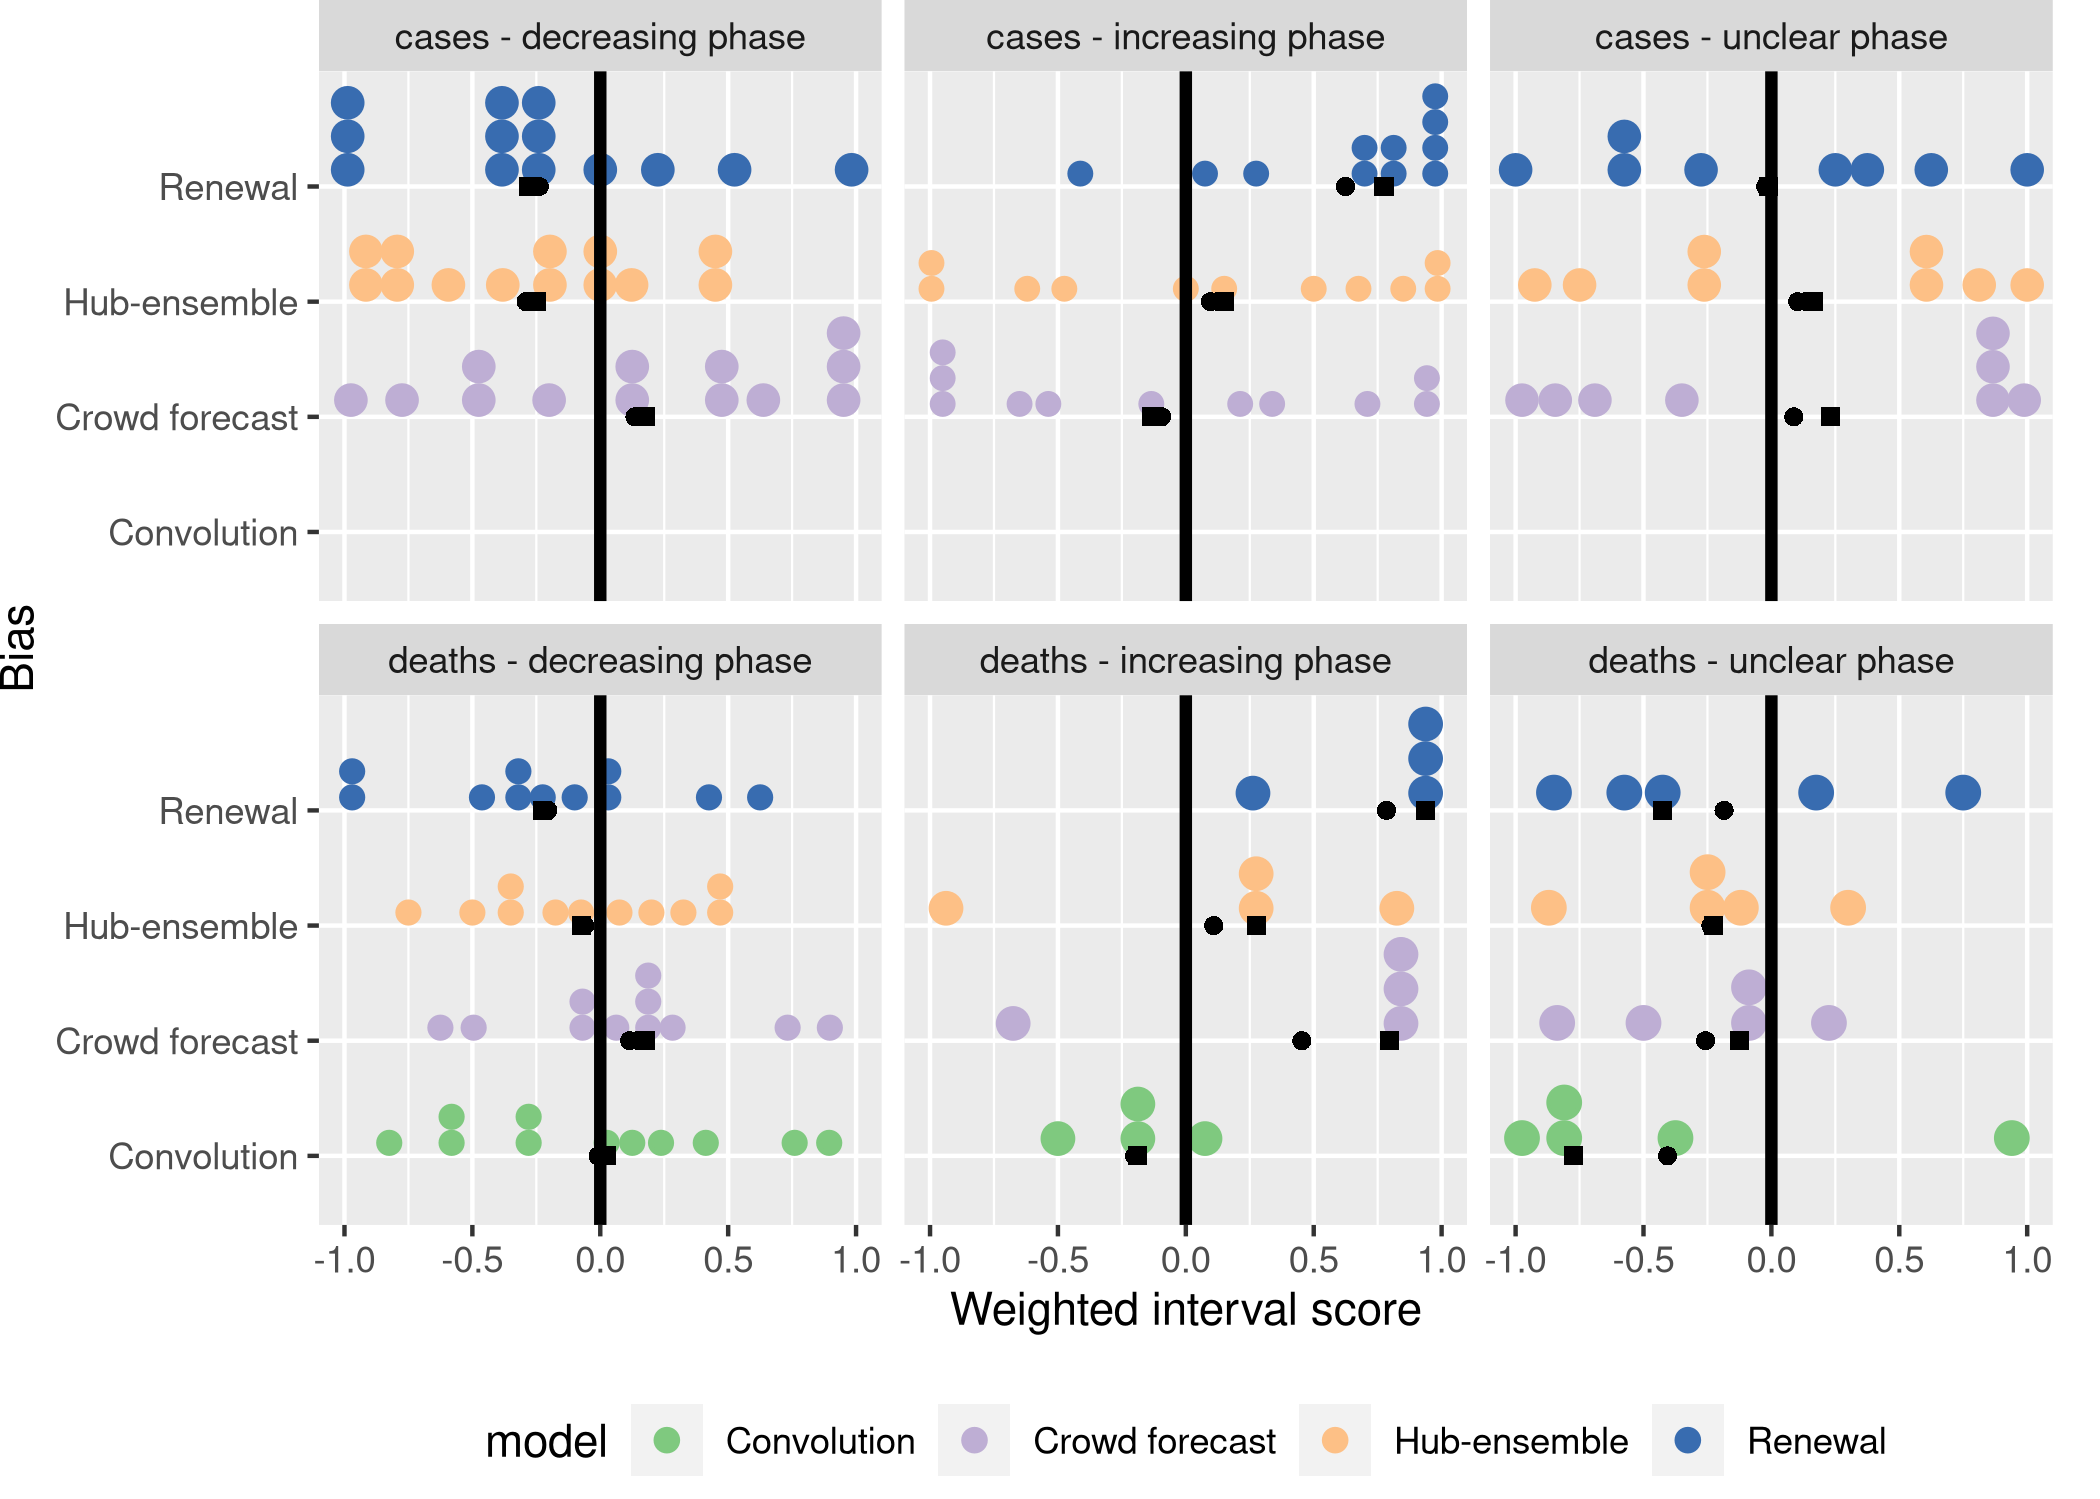 cases - decreasing phase
cases - increasing phase
cases - unclear phase
Renewal
Hub-ensemble
Crowd forecast
Convolution
Bias
deaths - decreasing phase
deaths - increasing phase
deaths - unclear phase
Renewal
Hub-ensemble
Crowd forecast
Convolution
-1.0 -0.5 0.0 0.5 1.0
-1.0 -0.5 0.0 0.5 1.0
-1.0 -0.5 0.0 0.5 1.0
Weighted interval score
model Convolution Crowd forecast Hub-ensemble Renewal